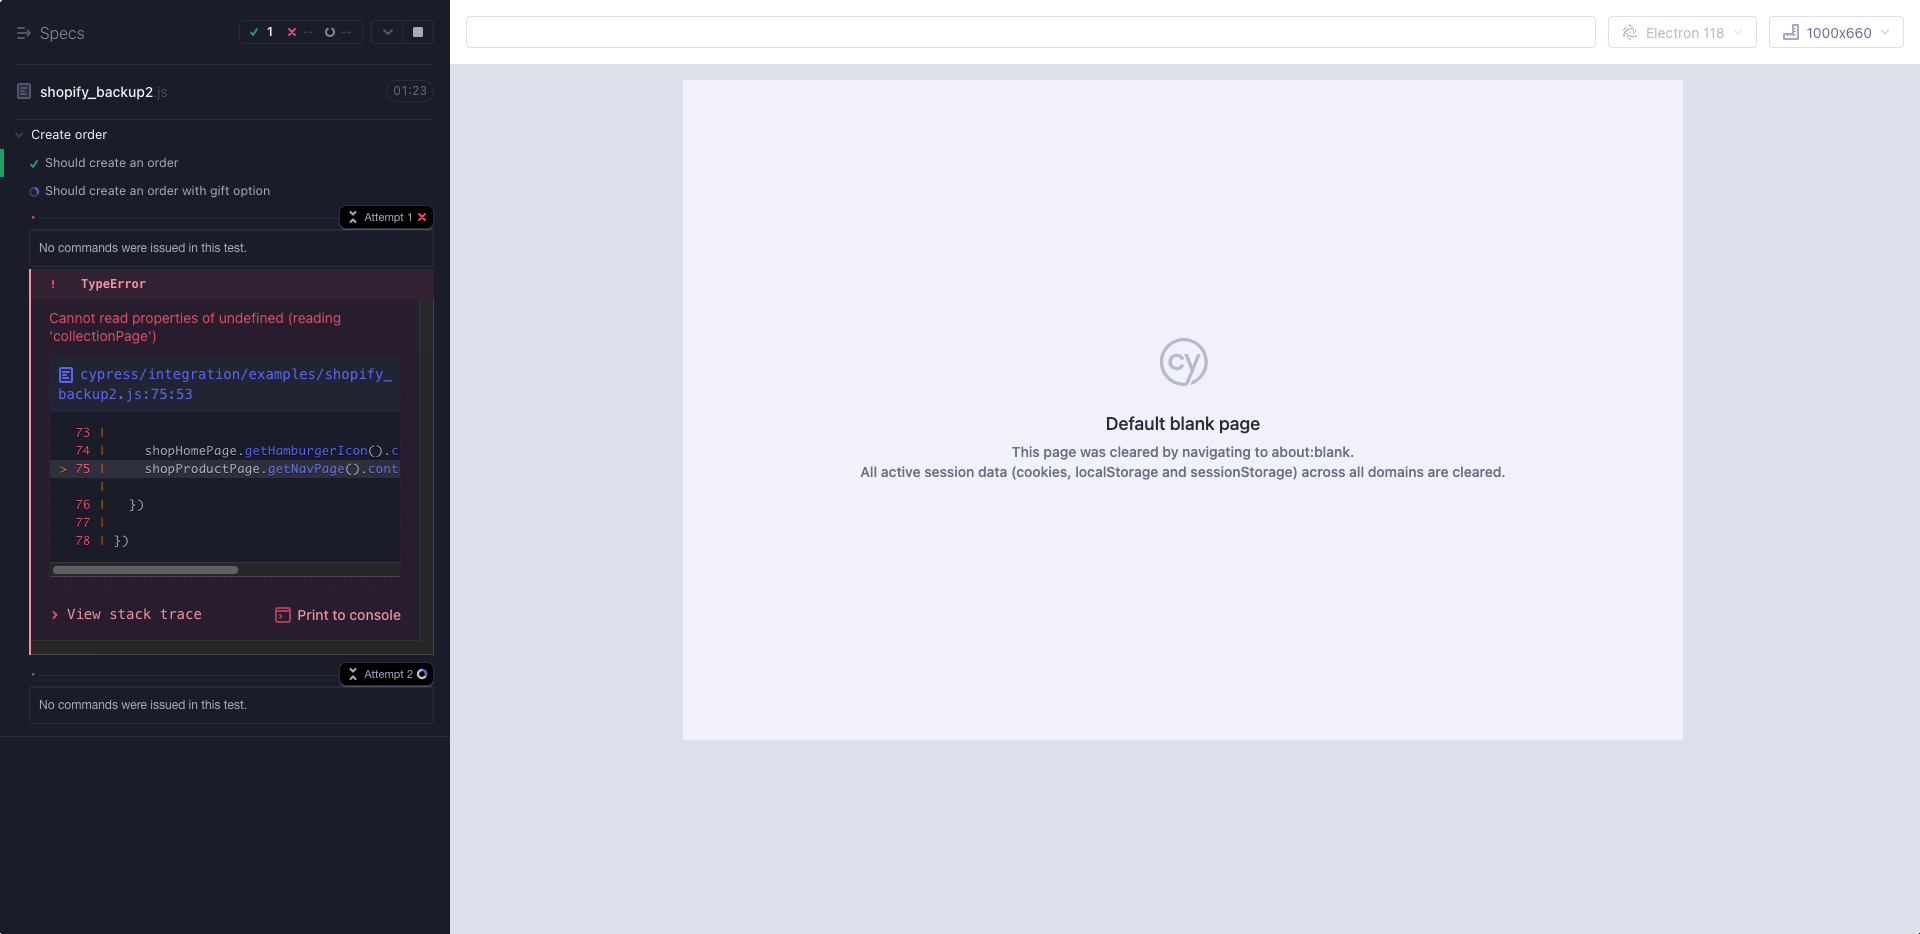 Specs
1 -- --
shopify_backup2.js 01:23
Create order
Should create an order
Should create an order with gift option
Attempt 1
No commands were issued in this test.
! TypeError
Cannot read properties of undefined (reading
'collectionPage')
cypress/integration/examples/shopify_
backup2.js:75:53
73 |
74 | shopHomePage.getHamburgerIcon().c
> 75 | shopProductPage.getNavPage().cont
|
76 | })
77 |
78 | })
> View stack trace
Print to console
Attempt 2
No commands were issued in this test.
Electron 118
1000x660
cy
Default blank page
This page was cleared by navigating to about:blank.
All active session data (cookies, localStorage and sessionStorage) across all domains are cleared.